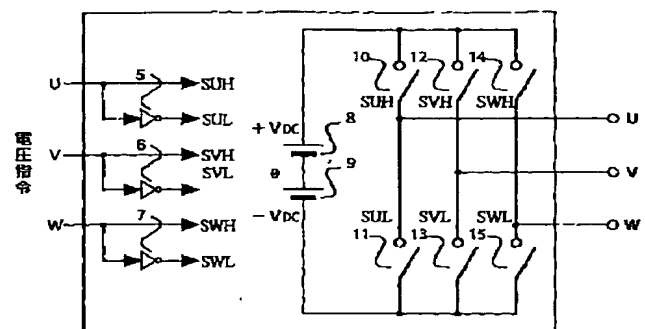 10 12 14
U 5 SUH
SUH SVH SWH
SUL
U
+VDC 8
V 6 SVH
SVL
0 9
V
電圧指令
-VDC
W 7 SWH
SUL SVL SWL
W
11 13 15
SWL